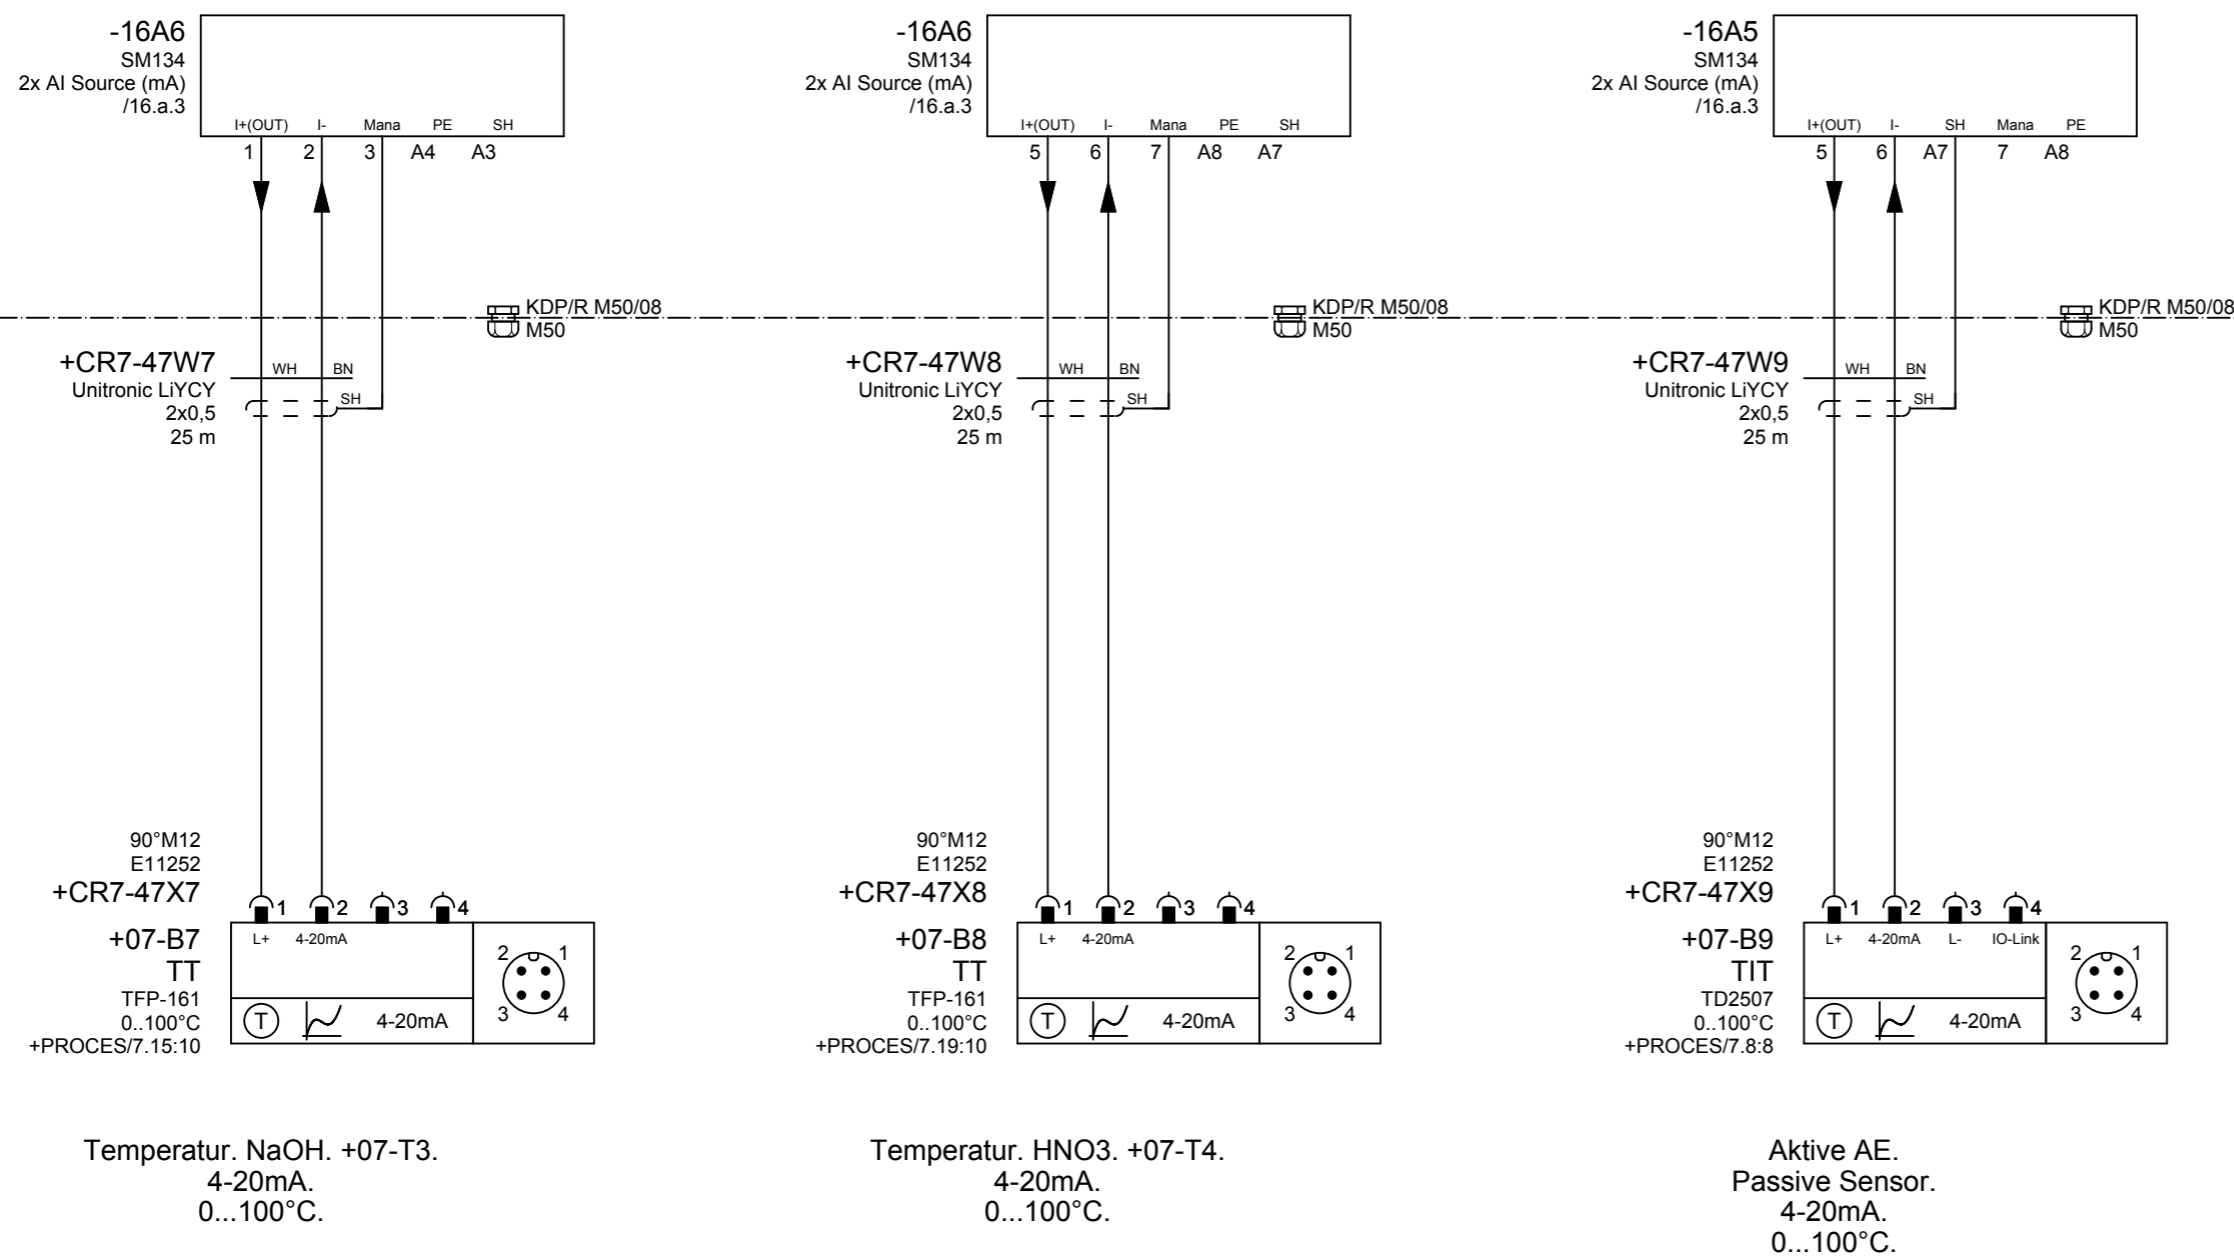 -16A6
SM134
2x AI Source (mA)
/16.a.3
I+(OUT) I- Mana PE SH
1 2 3 A4 A3
KDP/R M50/08
M50
+CR7-47W7
Unitronic LiYCY
2x0,5
25 m
WH BN
SH
90°M12
E11252
+CR7-47X7
1 2 3 4
+07-B7
TT
TFP-161
0..100°C
+PROCES/7.15:10
L+ 4-20mA
T 4-20mA
2 1
3 4
Temperatur. NaOH. +07-T3.
4-20mA.
0...100°C.
-16A6
SM134
2x AI Source (mA)
/16.a.3
I+(OUT) I- Mana PE SH
5 6 7 A8 A7
KDP/R M50/08
M50
+CR7-47W8
Unitronic LiYCY
2x0,5
25 m
WH BN
SH
90°M12
E11252
+CR7-47X8
1 2 3 4
+07-B8
TT
TFP-161
0..100°C
+PROCES/7.19:10
L+ 4-20mA
T 4-20mA
2 1
3 4
Temperatur. HNO3. +07-T4.
4-20mA.
0...100°C.
-16A5
SM134
2x AI Source (mA)
/16.a.3
I+(OUT) I- SH Mana PE
5 6 A7 7 A8
KDP/R M50/08
M50
+CR7-47W9
Unitronic LiYCY
2x0,5
25 m
WH BN
SH
90°M12
E11252
+CR7-47X9
1 2 3 4
+07-B9
TIT
TD2507
0..100°C
+PROCES/7.8:8
L+ 4-20mA L- IO-Link
T 4-20mA
2 1
3 4
Aktive AE.
Passive Sensor.
4-20mA.
0...100°C.